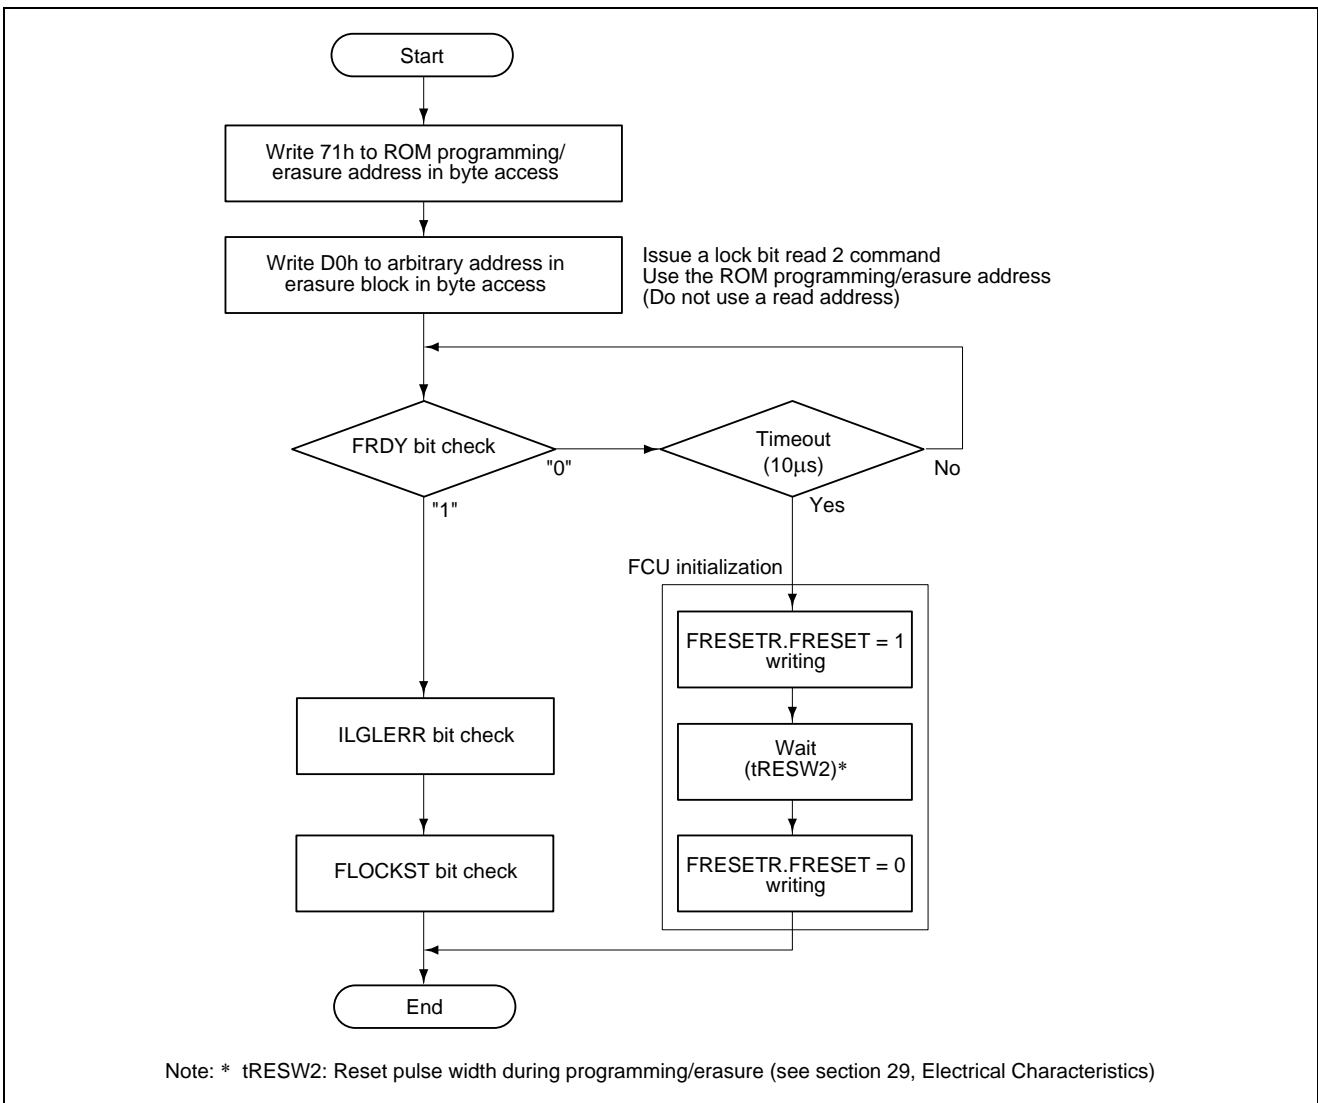 Start
Write 71h to ROM programming/
erasure address in byte access
Write D0h to arbitrary address in
erasure block in byte access
Issue a lock bit read 2 command
Use the ROM programming/erasure address
(Do not use a read address)
FRDY bit check
"0"
"1"
Timeout
(10μs)
No
Yes
FCU initialization
FRESETR.FRESET = 1
writing
Wait
(tRESW2)*
FRESETR.FRESET = 0
writing
ILGLERR bit check
FLOCKST bit check
End
Note: * tRESW2: Reset pulse width during programming/erasure (see section 29, Electrical Characteristics)